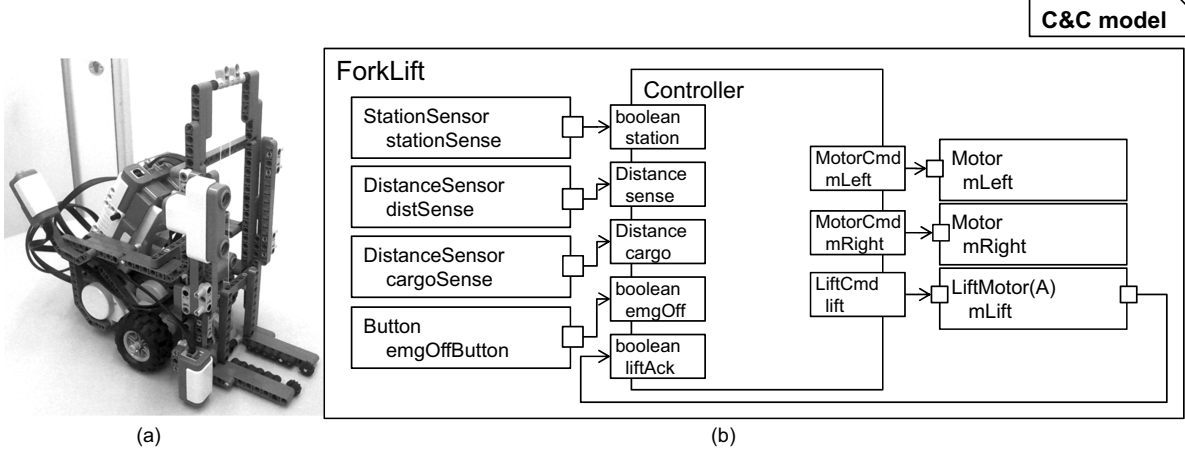 C&C model
ForkLift
Controller
StationSensor
stationSense
boolean
station
DistanceSensor
distSense
Distance
sense
DistanceSensor
cargoSense
Distance
cargo
Button
emgOffButton
boolean
emgOff
boolean
liftAck
MotorCmd
mLeft
Motor
mLeft
MotorCmd
mRight
Motor
mRight
LiftCmd
lift
LiftMotor(A)
mLift
(a)
(b)